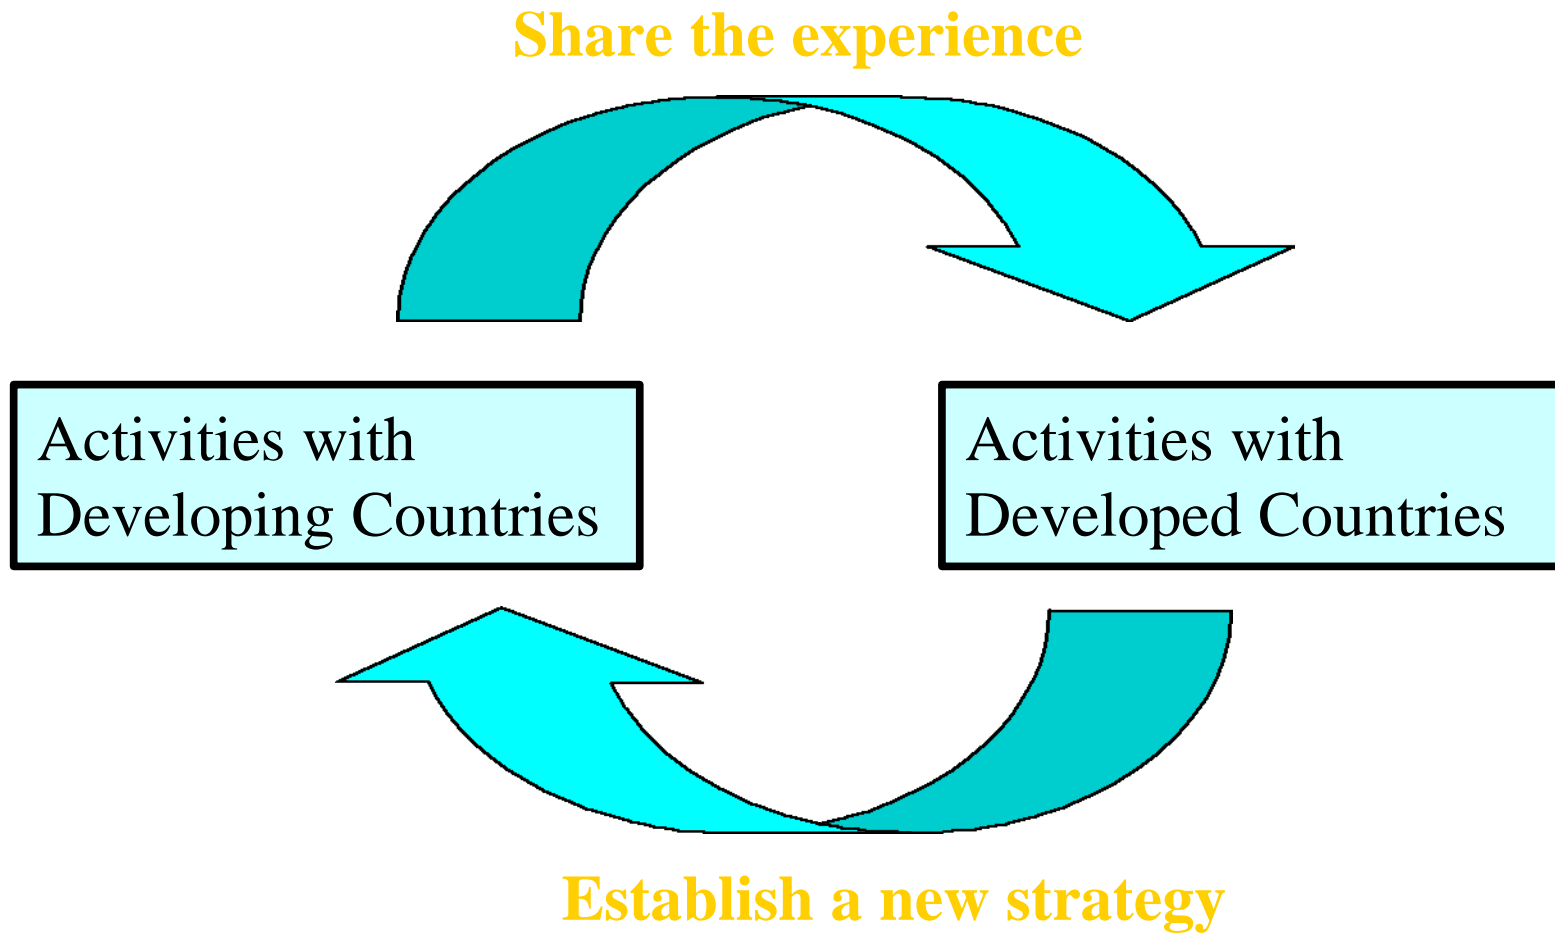 Share the experience
Activities with
Developing Countries
Activities with
Developed Countries
Establish a new strategy